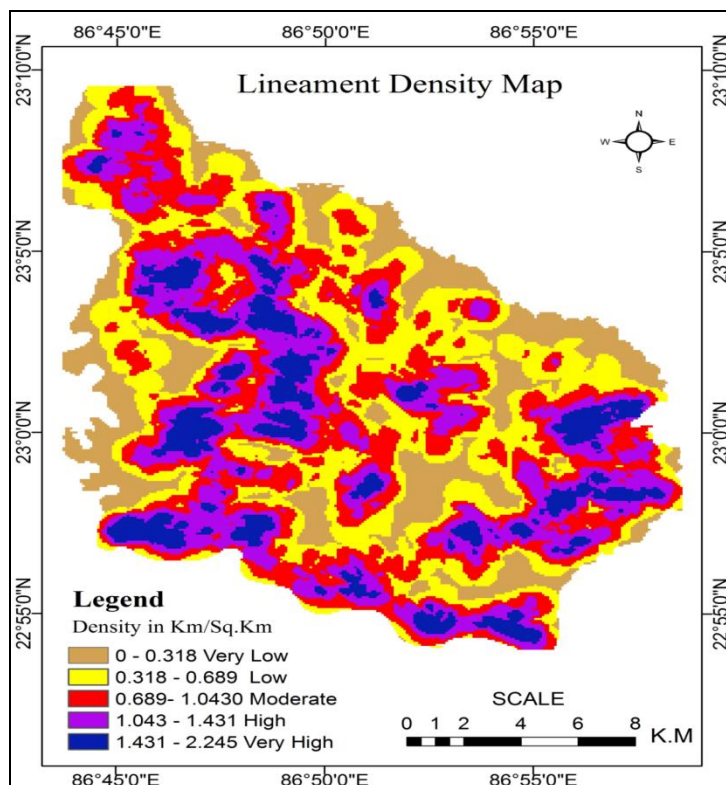 86°45'0"E 86°50'0"E 86°55'0"E
23°10'0"N 23°10'0"N
Lineament Density Map
N
W E
S
23°5'0"N 23°5'0"N
23°0'0"N 23°0'0"N
22°55'0"N 22°55'0"N
Legend
Density in Km/Sq.Km
0 - 0.318 Very Low
0.318 - 0.689 Low
0.689- 1.0430 Moderate
1.043 - 1.431 High
1.431 - 2.245 Very High
SCALE
0 1 2 4 6 8
K.M
86°45'0"E 86°50'0"E 86°55'0"E